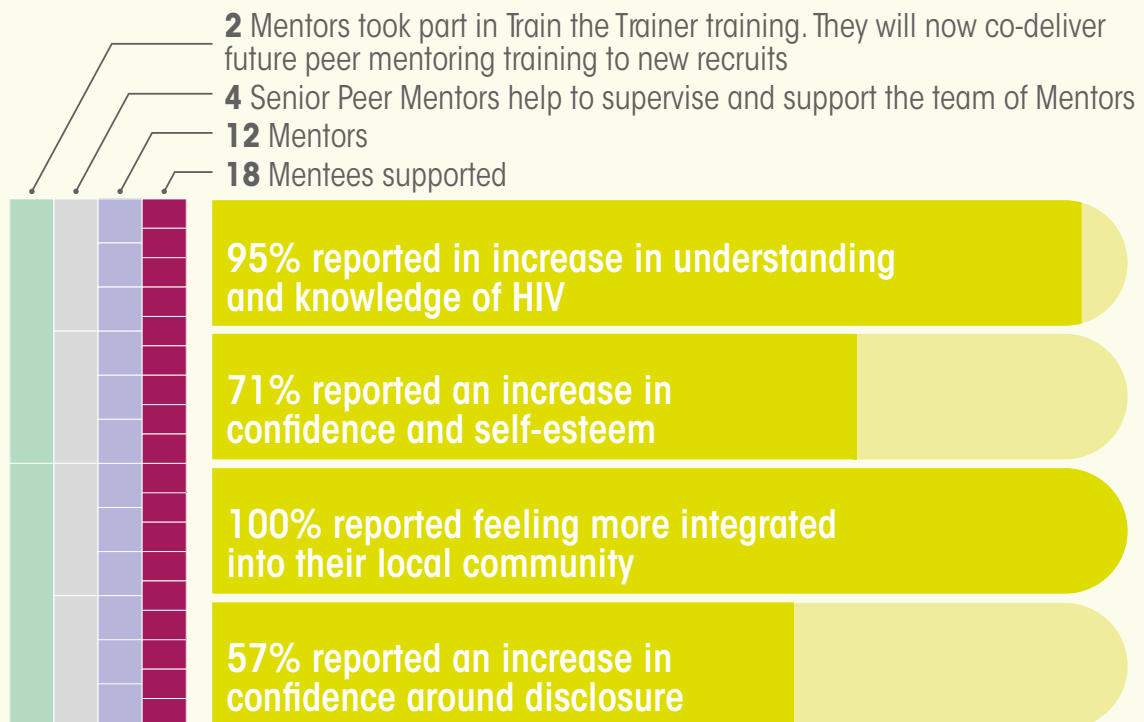 2 Mentors took part in Train the Trainer training. They will now co-deliver
future peer mentoring training to new recruits
4 Senior Peer Mentors help to supervise and support the team of Mentors
12 Mentors
18 Mentees supported
95% reported in increase in understanding
and knowledge of HIV
71% reported an increase in
confidence and self-esteem
100% reported feeling more integrated
into their local community
57% reported an increase in
confidence around disclosure